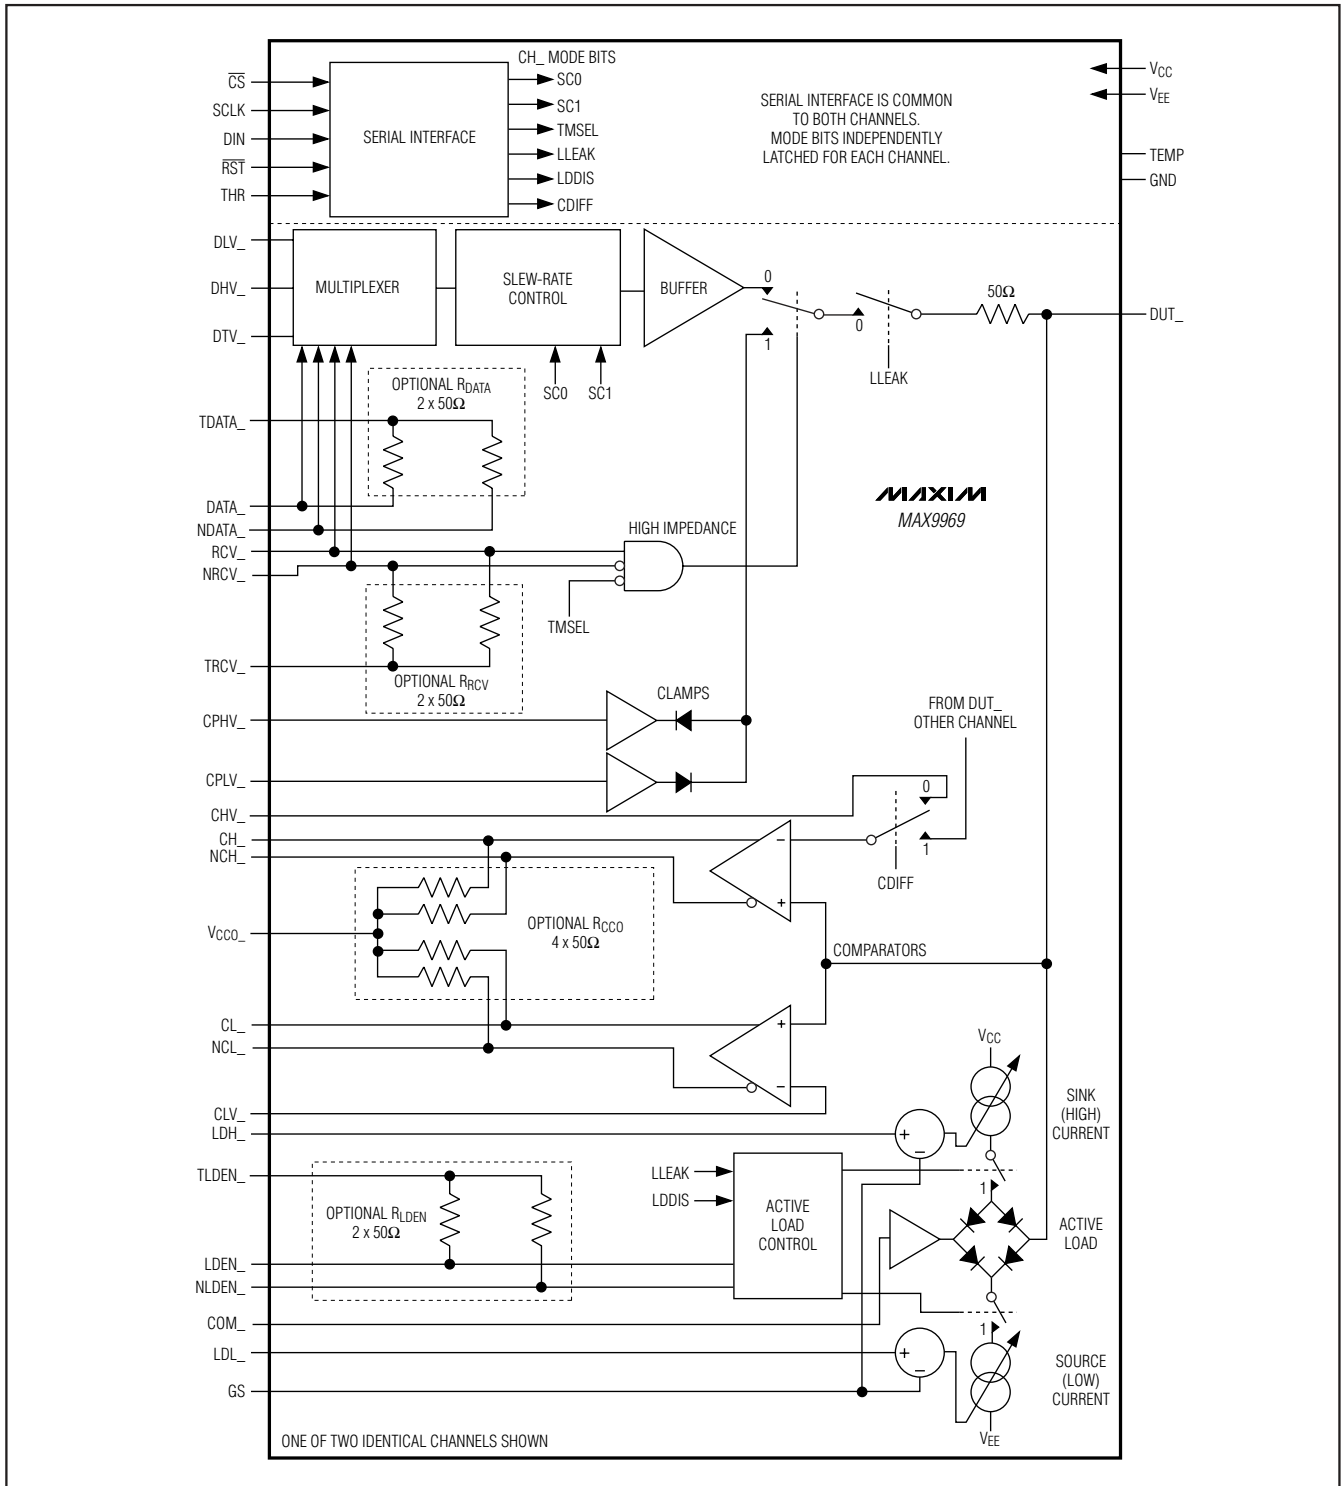 CH_ MODE BITS
CS
SCLK
DIN
RST
THR
SERIAL INTERFACE
SC0
SC1
TMSEL
LLEAK
LDDIS
CDIFF
SERIAL INTERFACE IS COMMON
TO BOTH CHANNELS.
MODE BITS INDEPENDENTLY
LATCHED FOR EACH CHANNEL.
VCC
VEE
TEMP
GND
DLV_
DHV_
DTV_
MULTIPLEXER
SLEW-RATE
CONTROL
BUFFER
0
1
0
LLEAK
50Ω
DUT_
SC0
SC1
OPTIONAL RDATA
2 x 50Ω
TDATA_
DATA_
NDATA_
RCV_
NRCV_
HIGH IMPEDANCE
TMSEL
MAXIM
MAX9969
TRCV_
OPTIONAL RRCV
2 x 50Ω
CPHV_
CLAMPS
CPLV_
FROM DUT_
OTHER CHANNEL
CHV_
CH_
NCH_
0
1
CDIFF
−
+
VCCO_
OPTIONAL RCCO
4 x 50Ω
COMPARATORS
CL_
NCL_
+
−
CLV_
LDH_
+
−
VCC
SINK
(HIGH)
CURRENT
TLDEN_
OPTIONAL RLDEN
2 x 50Ω
LDEN_
NLDEN_
LLEAK
LDDIS
ACTIVE
LOAD
CONTROL
1
ACTIVE
LOAD
COM_
LDL_
GS
+
−
1
SOURCE
(LOW)
CURRENT
VEE
ONE OF TWO IDENTICAL CHANNELS SHOWN